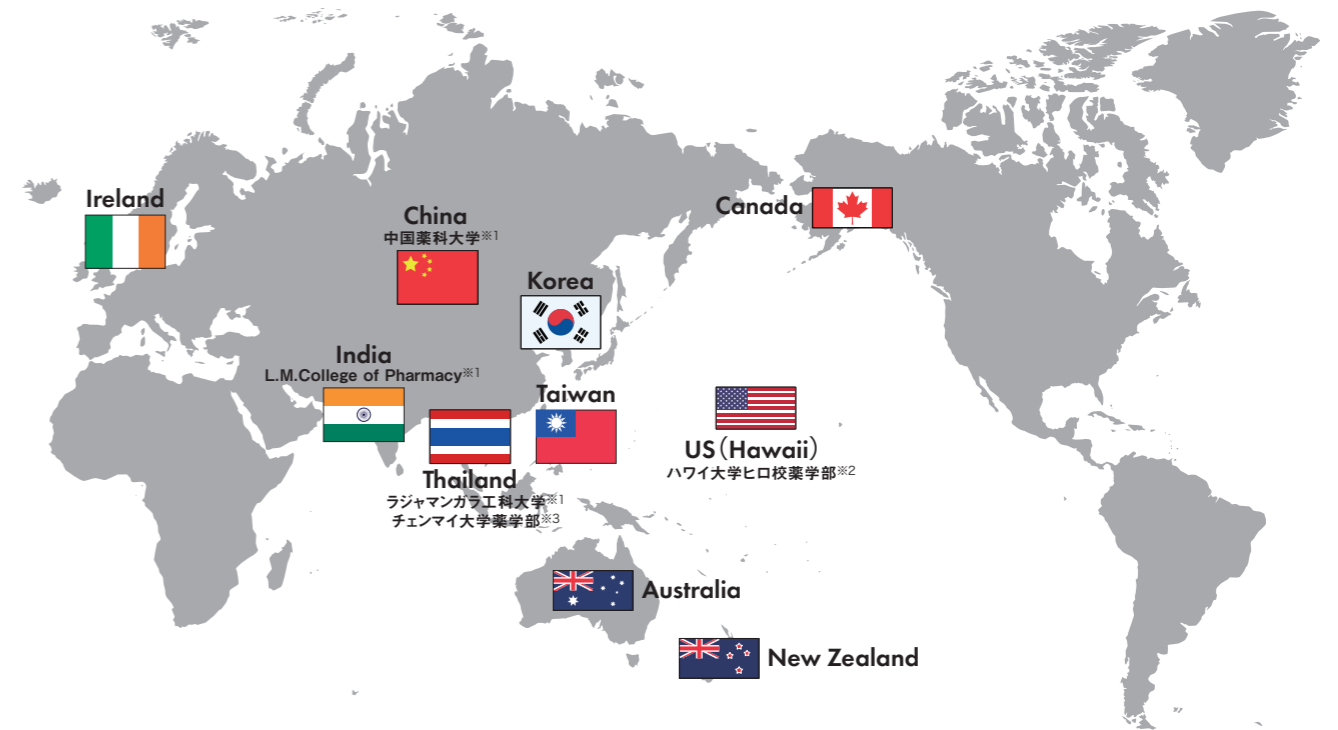 Ireland
China
中国薬科大学※1
Canada
Korea
India
L.M.College of Pharmacy※1
Taiwan
Thailand
ラジャマンガラ工科大学※1
チェンマイ大学薬学部※3
US（Hawaii）
ハワイ大学ヒロ校薬学部※2
Australia
New Zealand